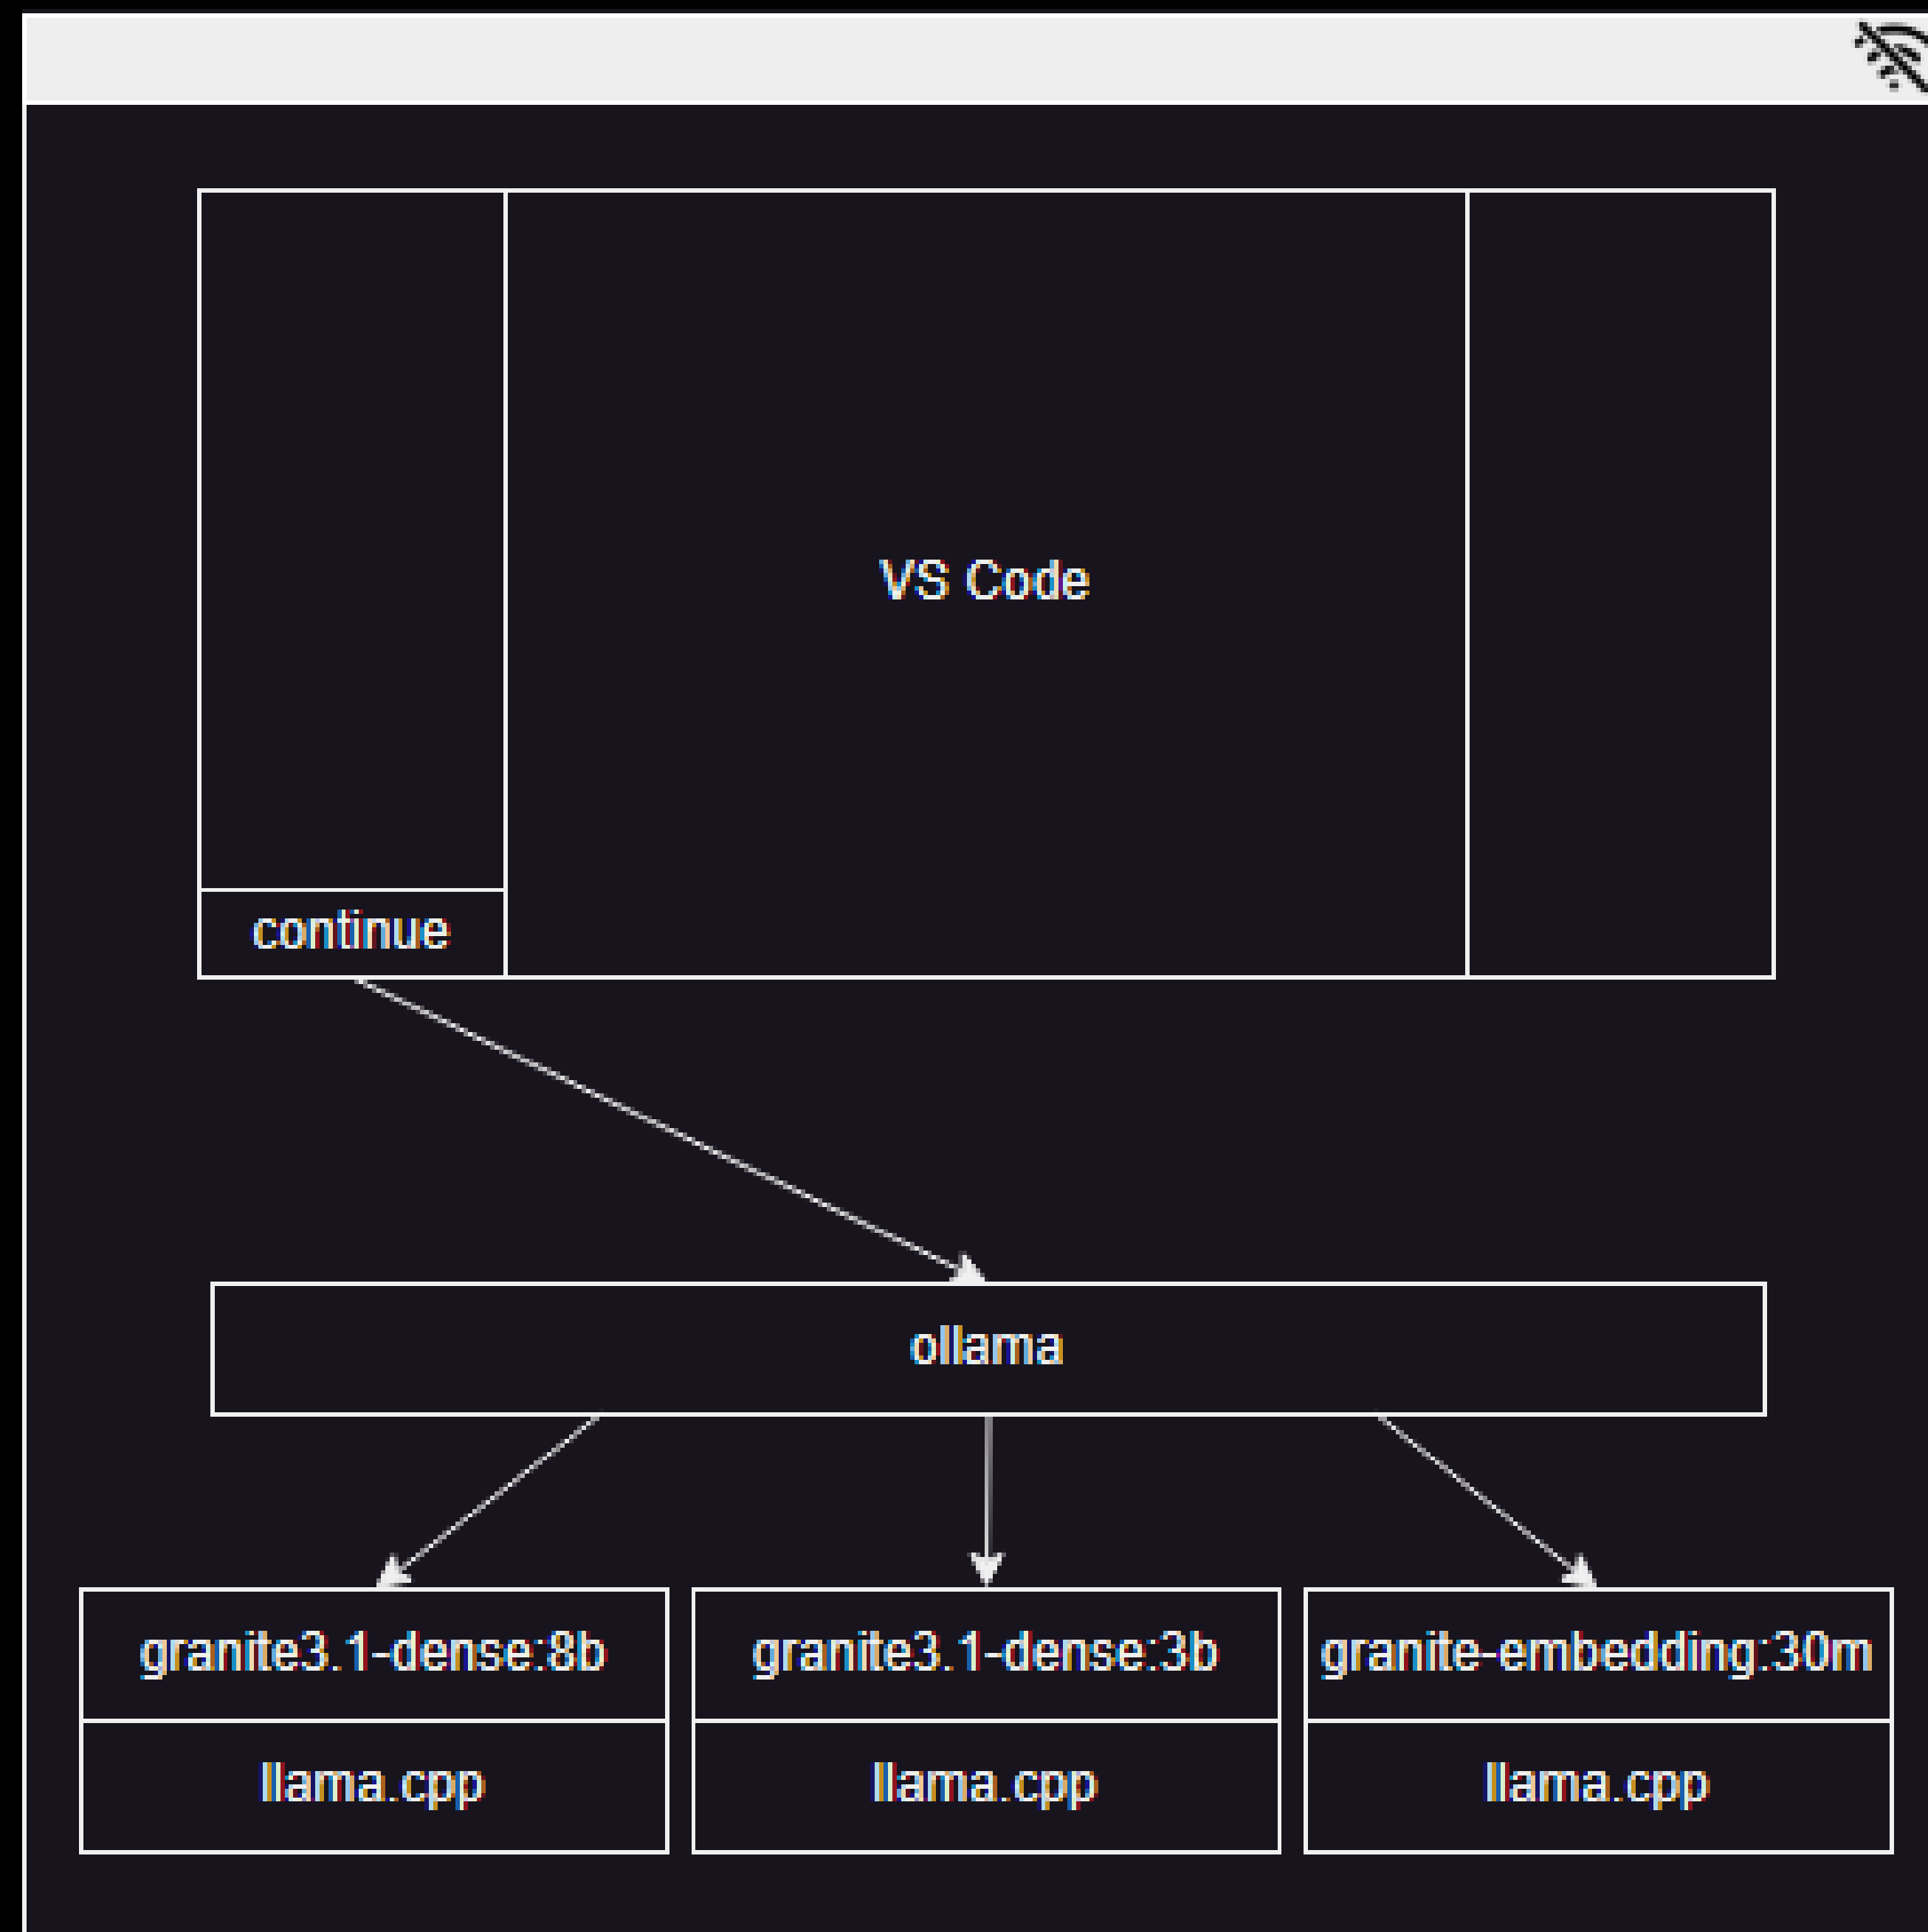 VS Code
continue
ollama
granite3.1-dense:8b
granite3.1-dense:3b
granite-embedding:30m
llama.cpp
llama.cpp
llama.cpp